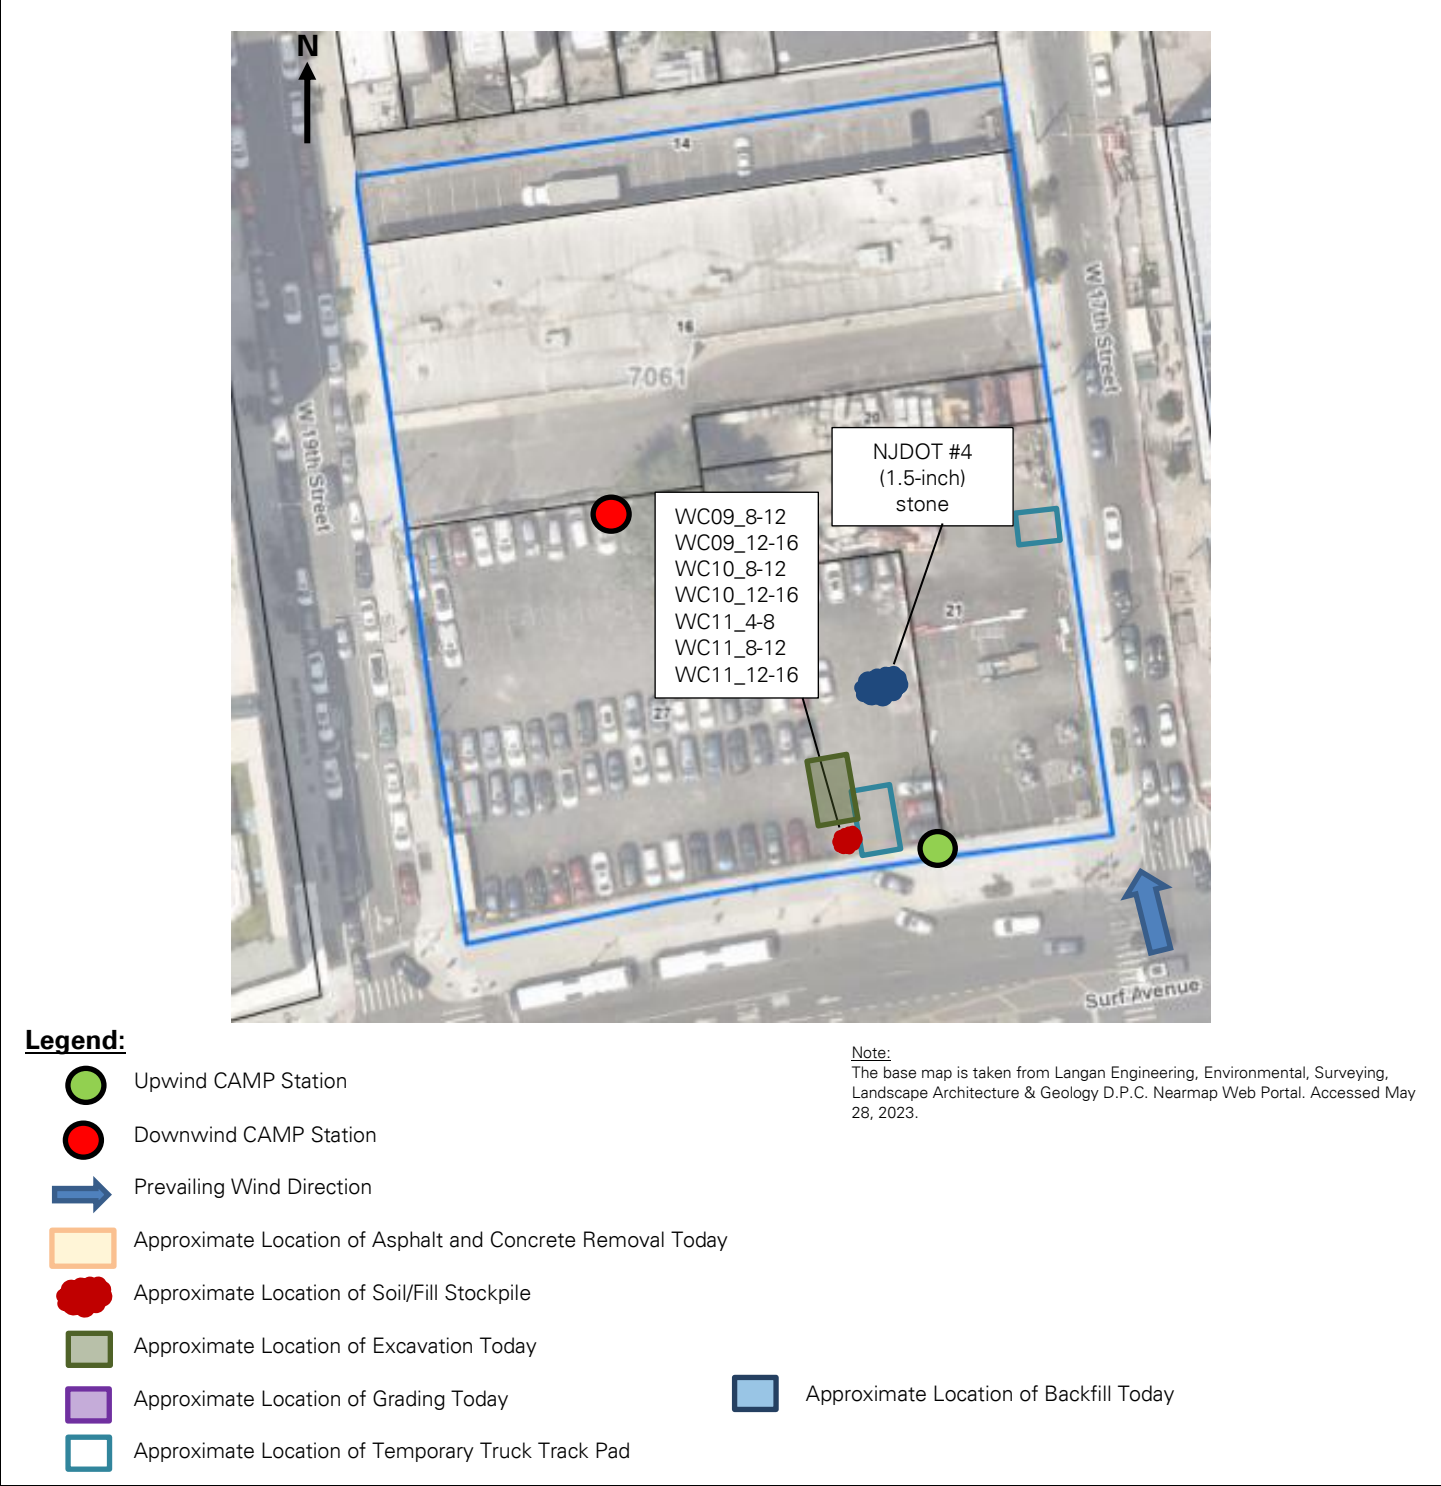 N
14
W 17th Street
16
7061
20
W 19th Street
NJDOT #4
(1.5-inch)
stone
WC09_8-12
WC09_12-16
WC10_8-12
WC10_12-16
WC11_4-8
WC11_8-12
WC11_12-16
21
27
Surf Avenue
Legend:
Upwind CAMP Station
Downwind CAMP Station
Prevailing Wind Direction
Approximate Location of Asphalt and Concrete Removal Today
Approximate Location of Soil/Fill Stockpile
Approximate Location of Excavation Today
Approximate Location of Grading Today
Approximate Location of Temporary Truck Track Pad
Approximate Location of Backfill Today
Note:
The base map is taken from Langan Engineering, Environmental, Surveying,
Landscape Architecture & Geology D.P.C. Nearmap Web Portal. Accessed May
28, 2023.